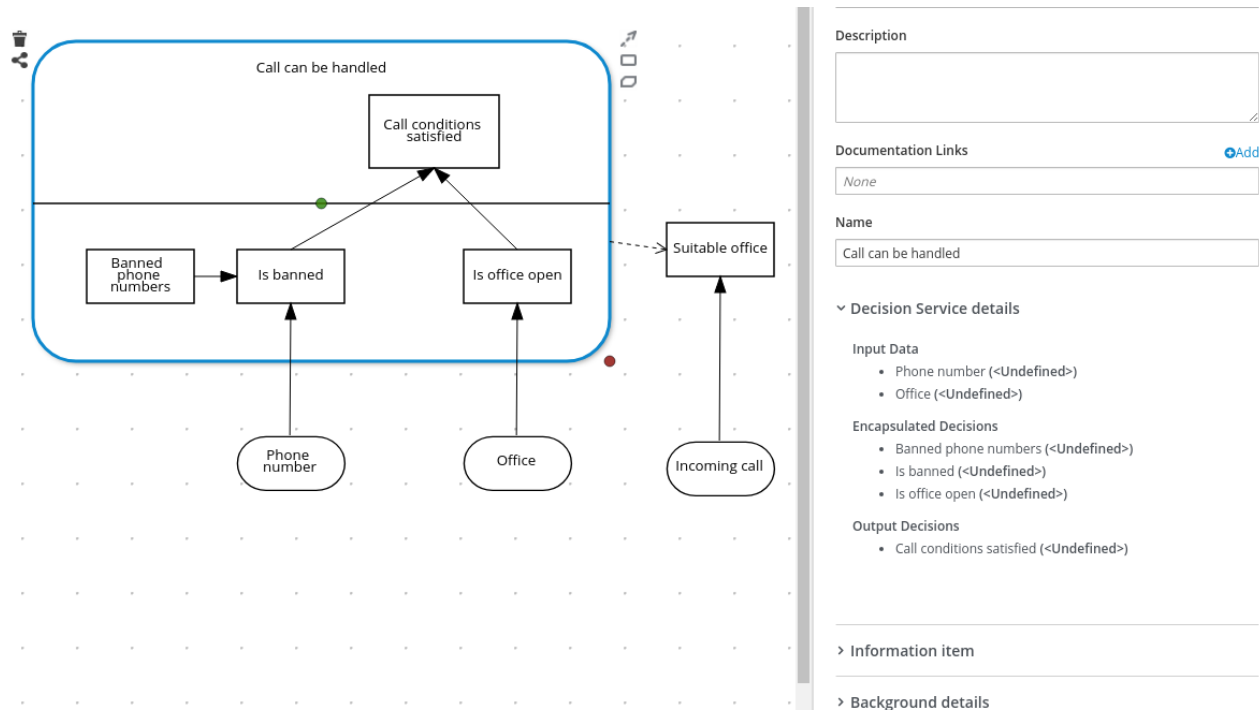 Call can be handled
Call conditions
satisfied
Banned
phone
numbers
Is banned
Is office open
Suitable office
Phone
number
Office
Incoming call
Description
Documentation Links
Add
None
Name
Call can be handled
Decision Service details
Input Data
Phone number (<Undefined>)
Office (<Undefined>)
Encapsulated Decisions
Banned phone numbers (<Undefined>)
Is banned (<Undefined>)
Is office open (<Undefined>)
Output Decisions
Call conditions satisfied (<Undefined>)
Information item
Background details